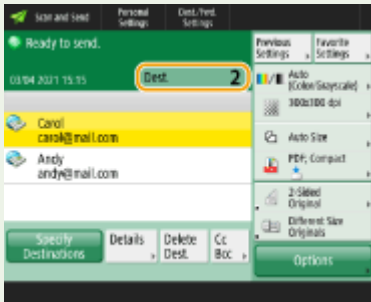 Scan and Send
Personal
Settings
Dest./Fwd.
Settings
Ready to send.
Previous
Settings
Favorite
Settings
03/04 2021 15:15
Dest.
2
Auto
(Color/Grayscale)
300x300 dpi
Carol
carol@mail.com
Auto Size
Andy
andy@mail.com
PDF; Compact
2-Sided
Original
Different Size
Originals
Specify
Destinations
Details
Delete
Dest.
Cc
Bcc
Options